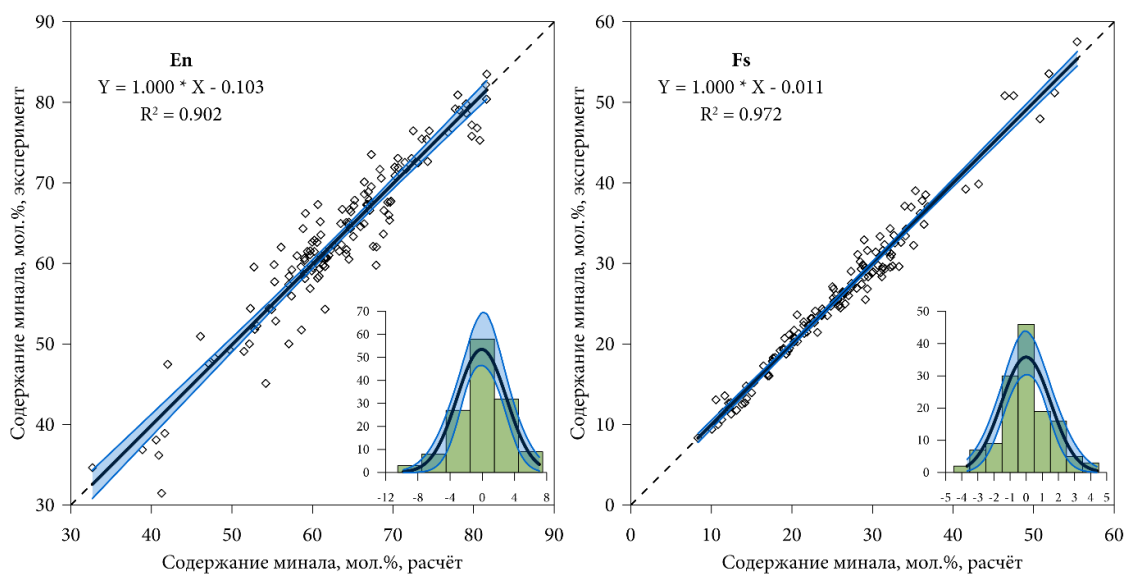 En
Y = 1.000 * X - 0.103
R² = 0.902
Содержание минала, мол.%, эксперимент
90
80
70
60
50
40
30
30 40 50 60 70 80 90
Содержание минала, мол.%, расчёт
70
60
50
40
30
20
10
0
-12 -8 -4 0 4 8
Fs
Y = 1.000 * X - 0.011
R² = 0.972
Содержание минала, мол.%, эксперимент
60
50
40
30
20
10
0
0 10 20 30 40 50 60
Содержание минала, мол.%, расчёт
50
40
30
20
10
0
-5 -4 -3 -2 -1 0 1 2 3 4 5